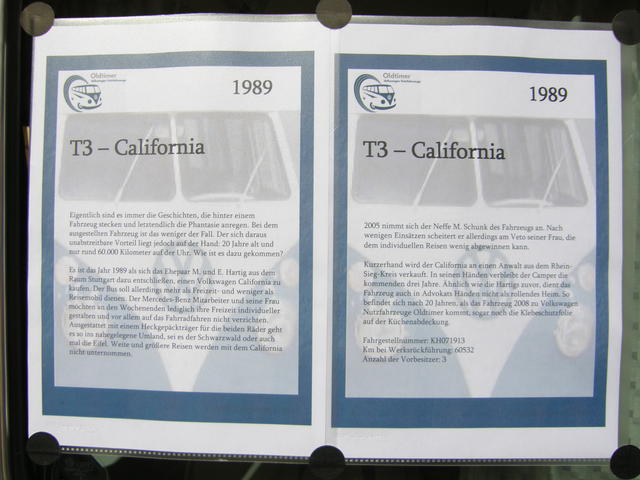 Oldtimer
Volkswagen Nutzfahrzeuge
1989
T3 – California
Eigentlich sind es immer die Geschichten, die hinter einem
Fahrzeug stecken und letztendlich die Phantasie anregen. Bei dem
ausgestellten Fahrzeug ist das weniger der Fall. Der sich daraus
unabstreitbare Vorteil liegt jedoch auf der Hand: 20 Jahre alt und
nur rund 60.000 Kilometer auf der Uhr. Wie ist es dazu gekommen?
Es ist das Jahr 1989 als sich das Ehepaar M. und E. Hartig aus dem
Raum Stuttgart dazu entschließen, einen Volkswagen California zu
kaufen. Der Bus soll allerdings mehr als Freizeit- und weniger als
Reisemobil dienen. Der Mercedes-Benz Mitarbeiter und seine Frau
möchten an den Wochenenden lediglich ihre Freizeit individueller
gestalten und vor allem auf das Fahrradfahren nicht verzichten.
Ausgestattet mit einem Heckgepäckträger für die beiden Räder geht
es so ins nahegelegene Umland, sei es der Schwarzwald oder auch
mal die Eifel. Weite und größere Reisen werden mit dem California
nicht unternommen.
Oldtimer
Volkswagen Nutzfahrzeuge
1989
T3 – California
2005 nimmt sich der Neffe M. Schunk des Fahrzeugs an. Nach
wenigen Einsätzen scheitert er allerdings am Veto seiner Frau, die
dem individuellen Reisen wenig abgewinnen kann.
Kurzerhand wird der California an einen Anwalt aus dem Rhein-
Sieg-Kreis verkauft. In seinen Händen verbleibt der Camper die
kommenden drei Jahre. Ähnlich wie die Hartigs zuvor, dient das
Fahrzeug auch in Advokats Händen nicht als rollendes Heim. So
befindet sich nach 20 Jahren, als das Fahrzeug 2008 zu Volkswagen
Nutzfahrzeuge Oldtimer kommt, sogar noch die Klebeschutzfolie
auf der Küchenabdeckung.
Fahrgestellnummer: KH071913
Km bei Werksrückführung: 60532
Anzahl der Vorbesitzer: 3